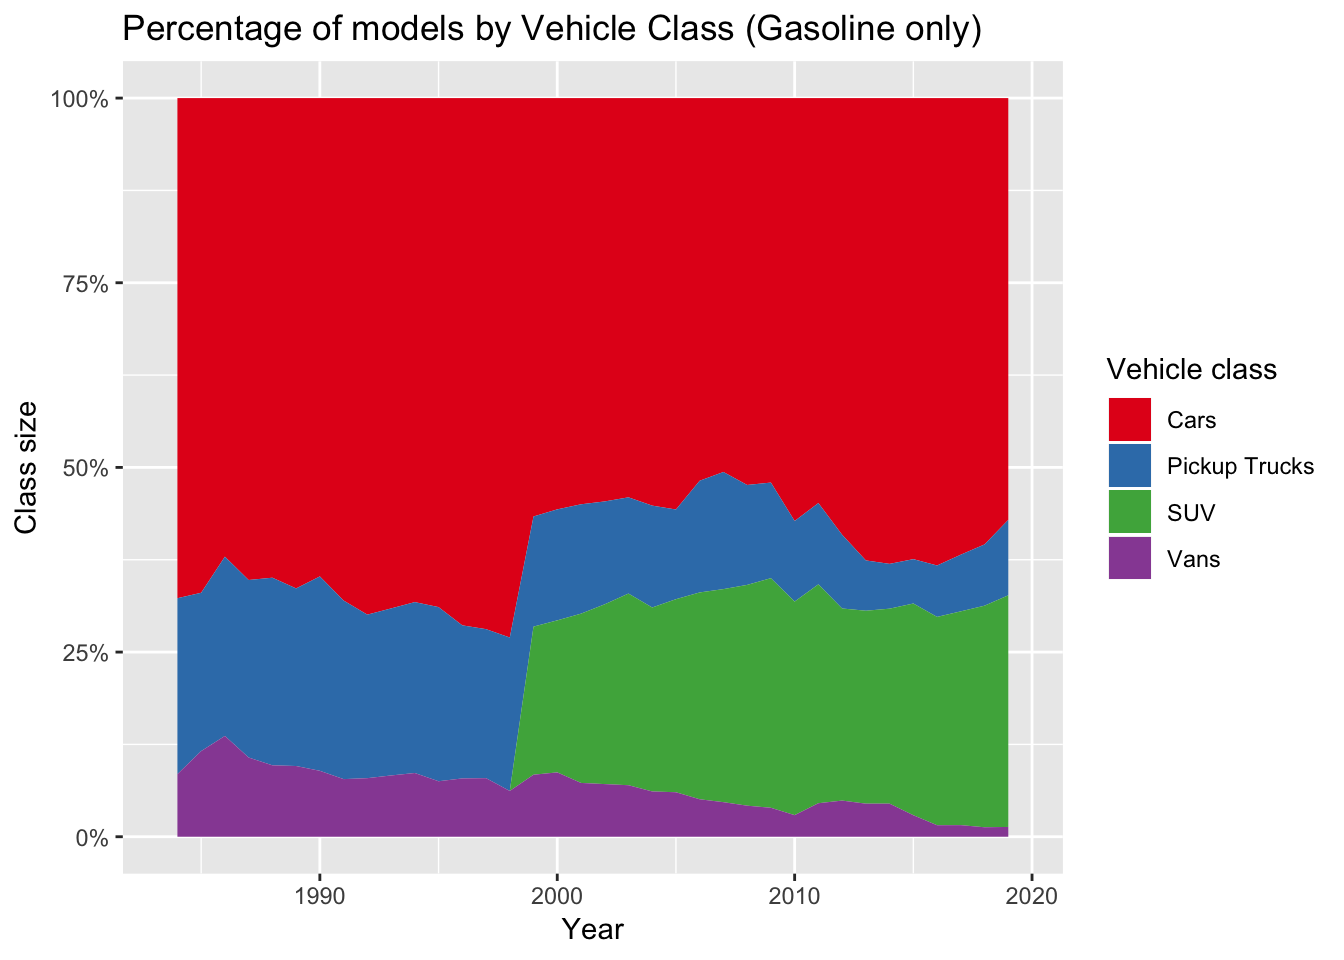 Percentage of models by Vehicle Class (Gasoline only)
100%
75%
50%
25%
0%
Class size
1990
2000
2010
2020
Year
Vehicle class
Cars
Pickup Trucks
SUV
Vans